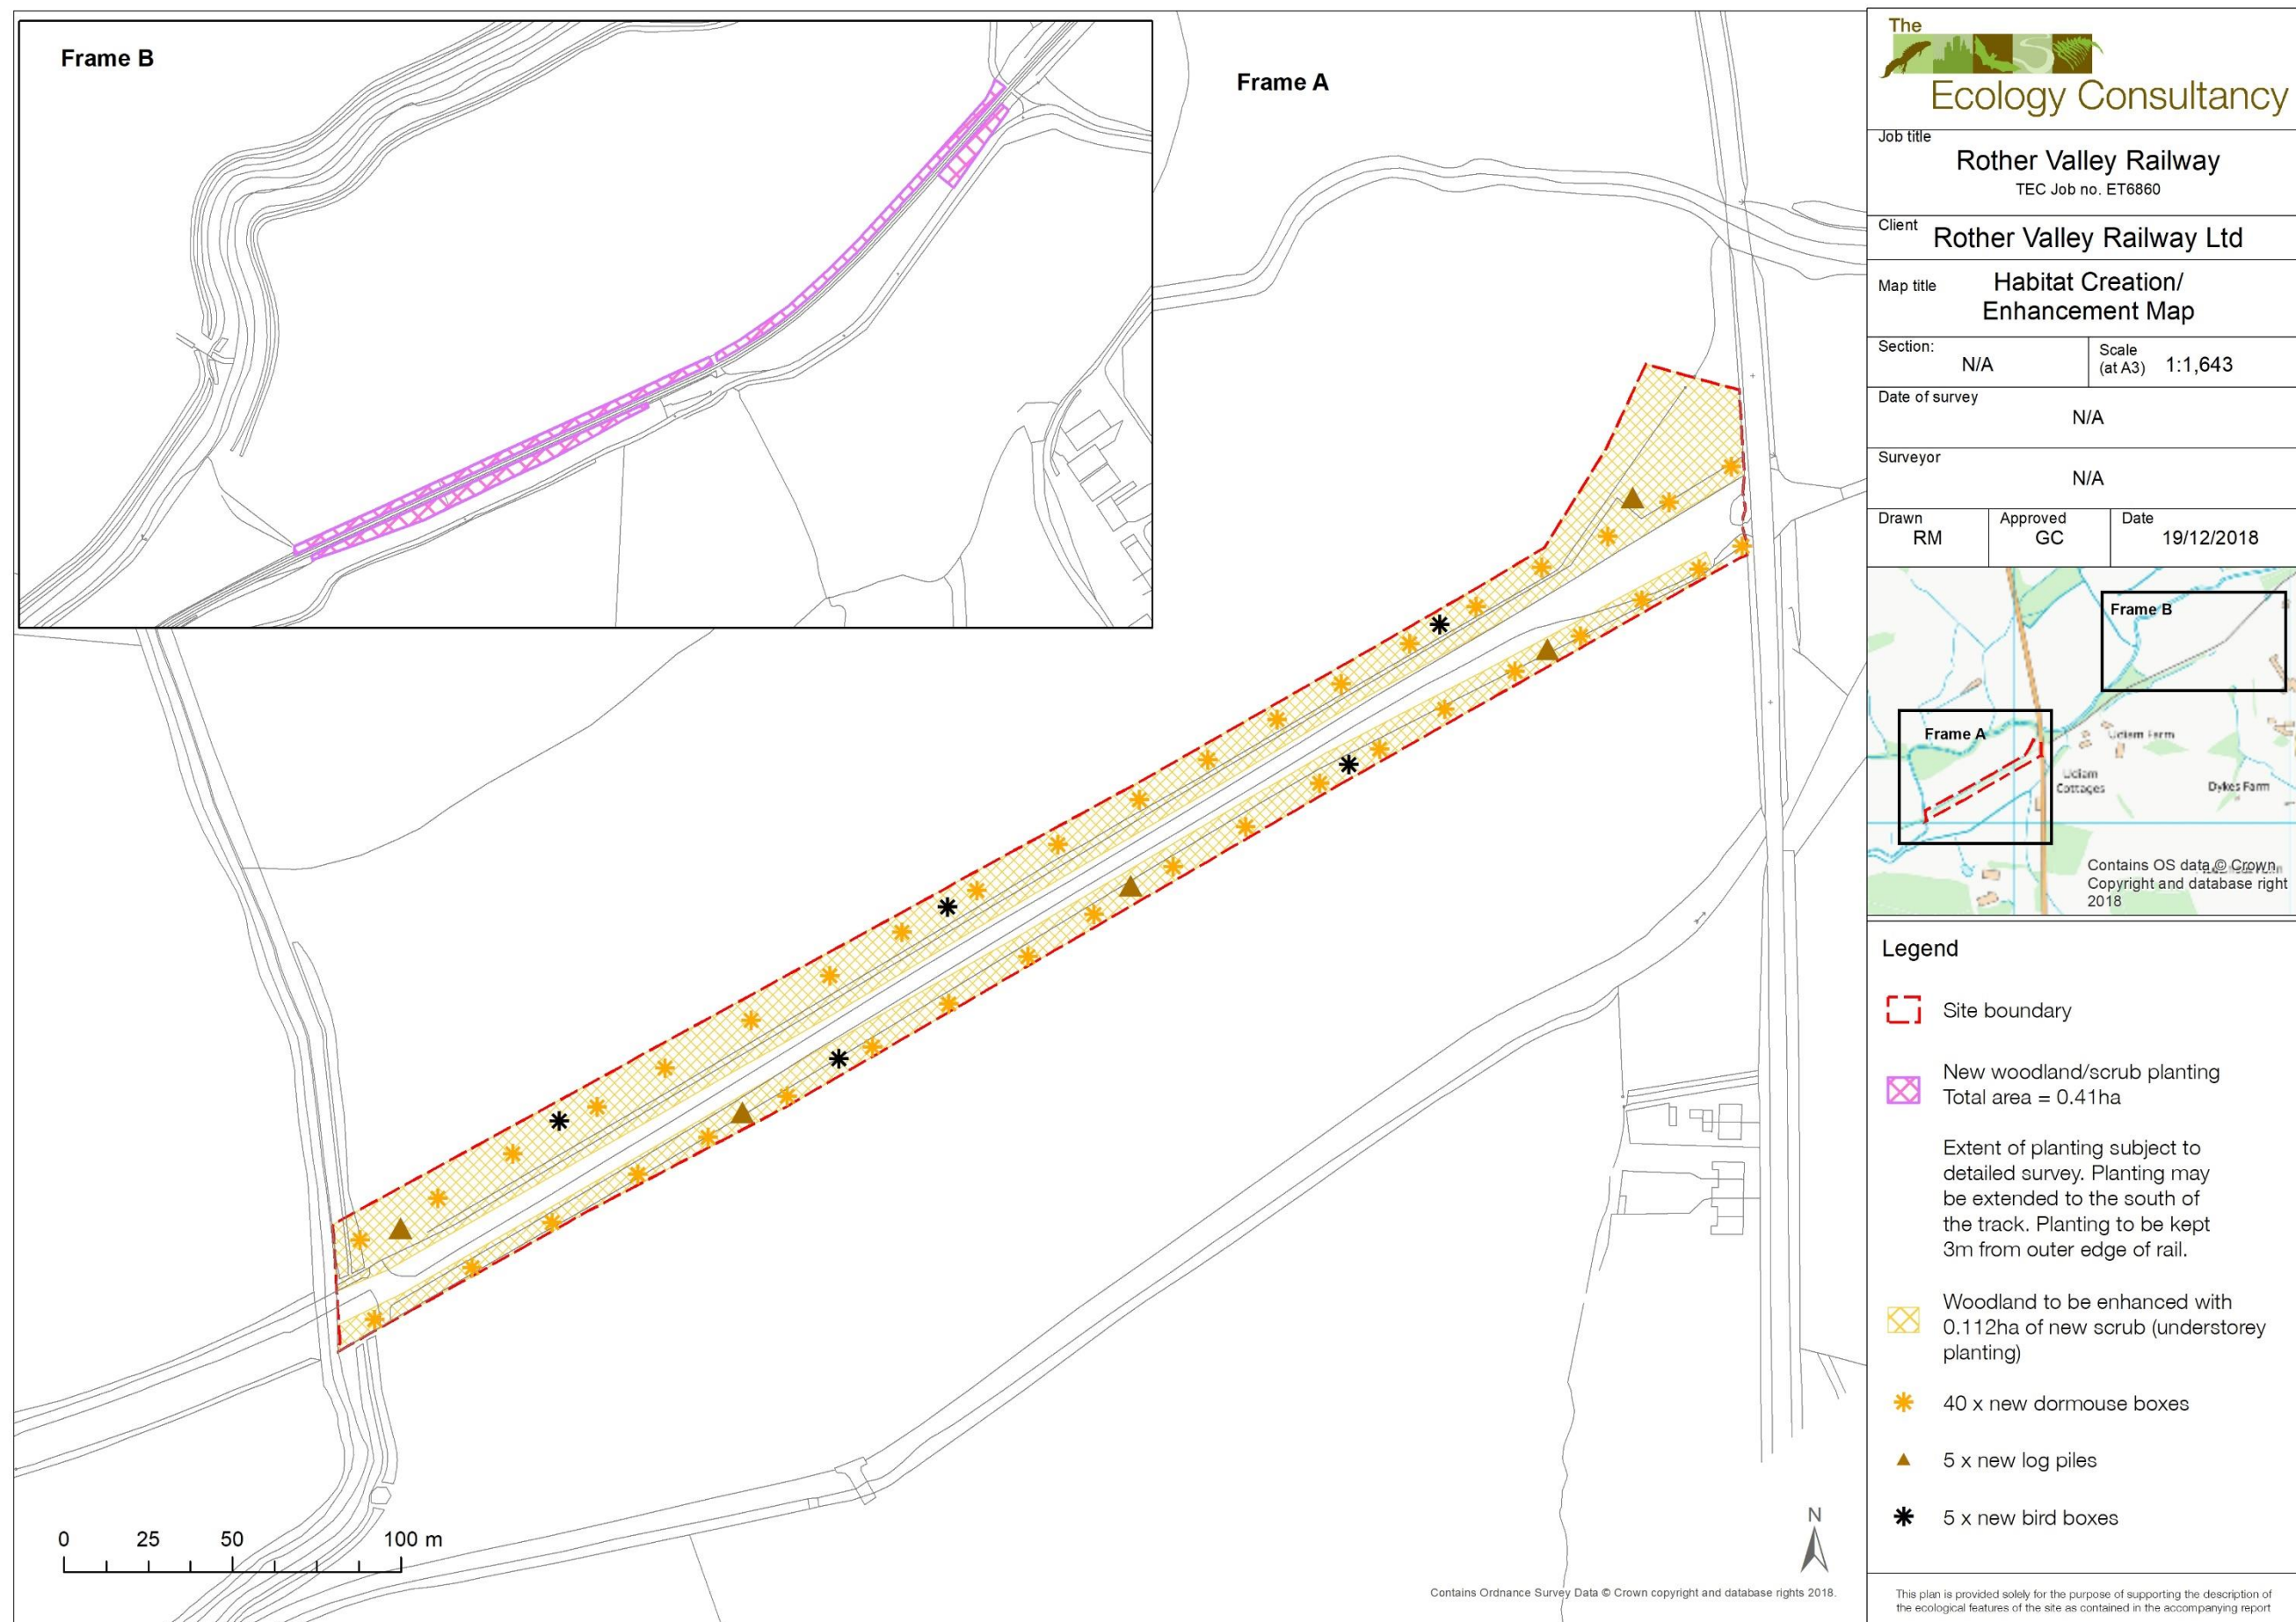 Frame B
Frame A
0 25 50 100 m
N
Contains Ordnance Survey Data © Crown copyright and database rights 2018.
The
Ecology Consultancy
Job title
Rother Valley Railway
TEC Job no. ET6860
Client
Rother Valley Railway Ltd
Map title
Habitat Creation/
Enhancement Map
Section:
N/A
Scale
(at A3) 1:1,643
Date of survey
N/A
Surveyor
N/A
Drawn
RM
Approved
GC
Date
19/12/2018
Frame B
Frame A
Udiam Farm
Udiam
Cottages
Dykes Farm
Contains OS data © Crown
Copyright and database right
2018
Legend
Site boundary
New woodland/scrub planting
Total area = 0.41ha
Extent of planting subject to
detailed survey. Planting may
be extended to the south of
the track. Planting to be kept
3m from outer edge of rail.
Woodland to be enhanced with
0.112ha of new scrub (understorey
planting)
40 x new dormouse boxes
5 x new log piles
5 x new bird boxes
This plan is provided solely for the purpose of supporting the description of
the ecological features of the site as contained in the accompanying report